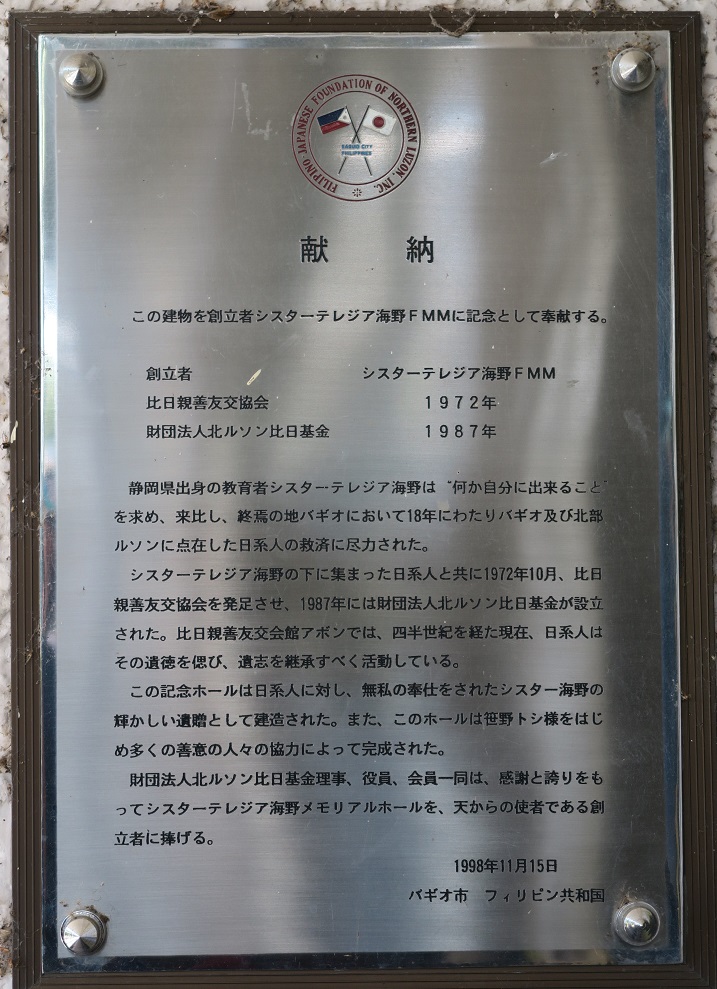 FILIPINO JAPANESE FOUNDATION OF NORTHERN LUZON, INC.
BAGUIO CITY
PHILIPPINES
献 納
この建物を創立者シスターテレジア海野FMMに記念として奉献する。
創立者 シスターテレジア海野FMM
比日親善友交協会 1972年
財団法人北ルソン比日基金 1987年
静岡県出身の教育者シスターテレジア海野は“何か自分に出来ること”
を求め、来比し、終焉の地バギオにおいて18年にわたりバギオ及び北部
ルソンに点在した日系人の救済に尽力された。
シスターテレジア海野の下に集まった日系人と共に1972年10月、比日
親善友交協会を発足させ、1987年には財団法人北ルソン比日基金が設立
された。比日親善友交会館アボンでは、四半世紀を経た現在、日系人は
その遺徳を偲び、遺志を継承すべく活動している。
この記念ホールは日系人に対し、無私の奉仕をされたシスター海野の
輝かしい遺贈として建造された。また、このホールは笹野トシ様をはじ
め多くの善意の人々の協力によって完成された。
財団法人北ルソン比日基金理事、役員、会員一同は、感謝と誇りをも
ってシスターテレジア海野メモリアルホールを、天からの使者である創
立者に捧げる。
1998年11月15日
バギオ市 フィリピン共和国